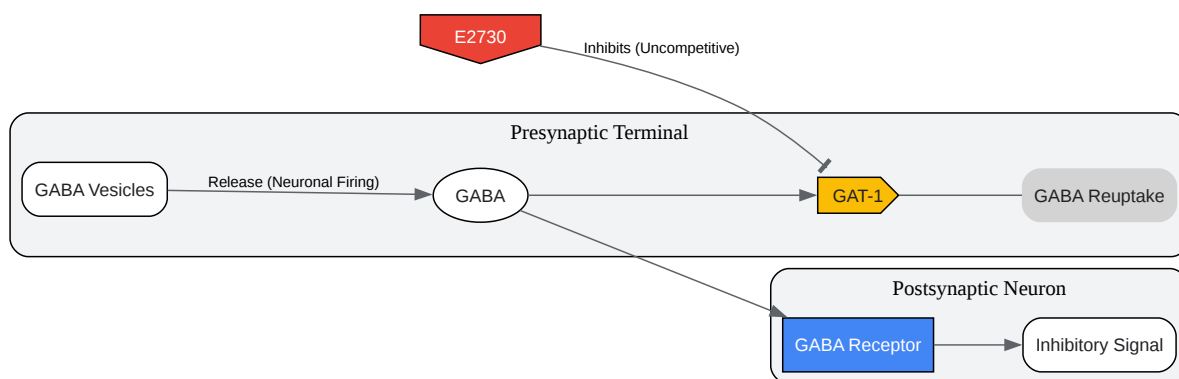 E2730
Inhibits (Uncompetitive)
Presynaptic Terminal
GABA Vesicles
Release (Neuronal Firing)
GABA
GAT-1
GABA Reuptake
Postsynaptic Neuron
GABA Receptor
Inhibitory Signal